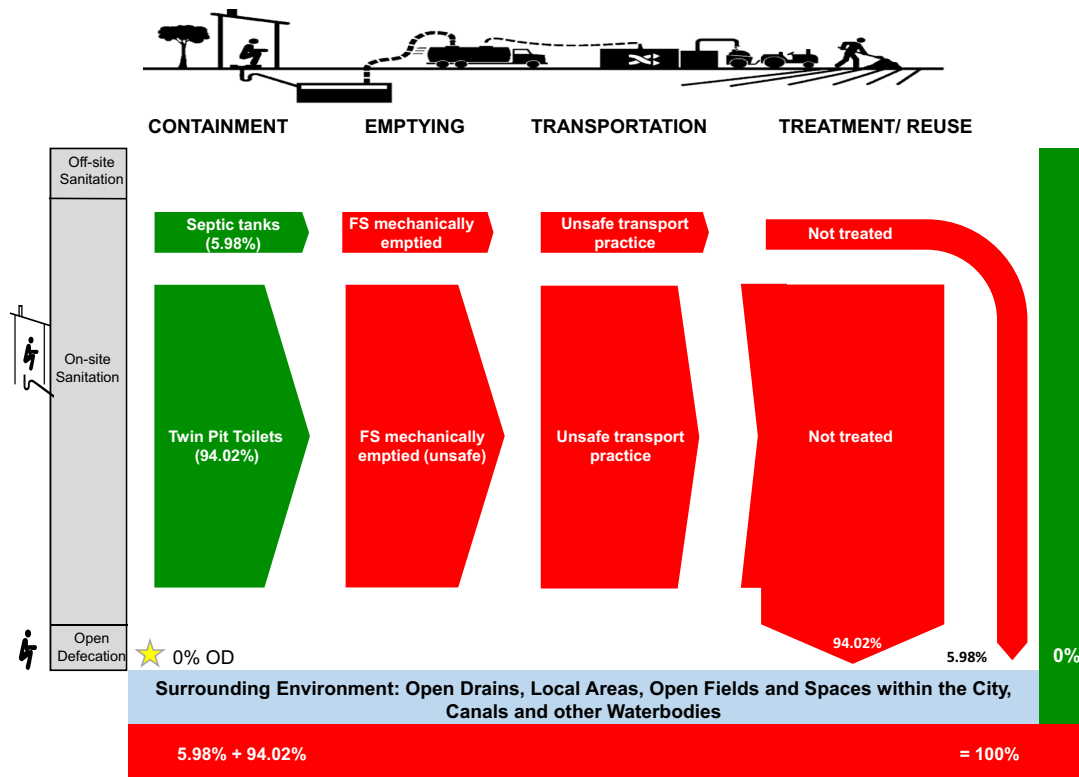 CONTAINMENT
EMPTYING
TRANSPORTATION
TREATMENT/ REUSE
Off-site
Sanitation
Septic tanks
(5.98%)
FS mechanically
emptied
Unsafe transport
practice
Not treated
On-site
Sanitation
Twin Pit Toilets
(94.02%)
FS mechanically
emptied (unsafe)
Unsafe transport
practice
Not treated
Open
Defecation
0% OD
94.02%
5.98%
0%
Surrounding Environment: Open Drains, Local Areas, Open Fields and Spaces within the City,
Canals and other Waterbodies
5.98% + 94.02%
= 100%